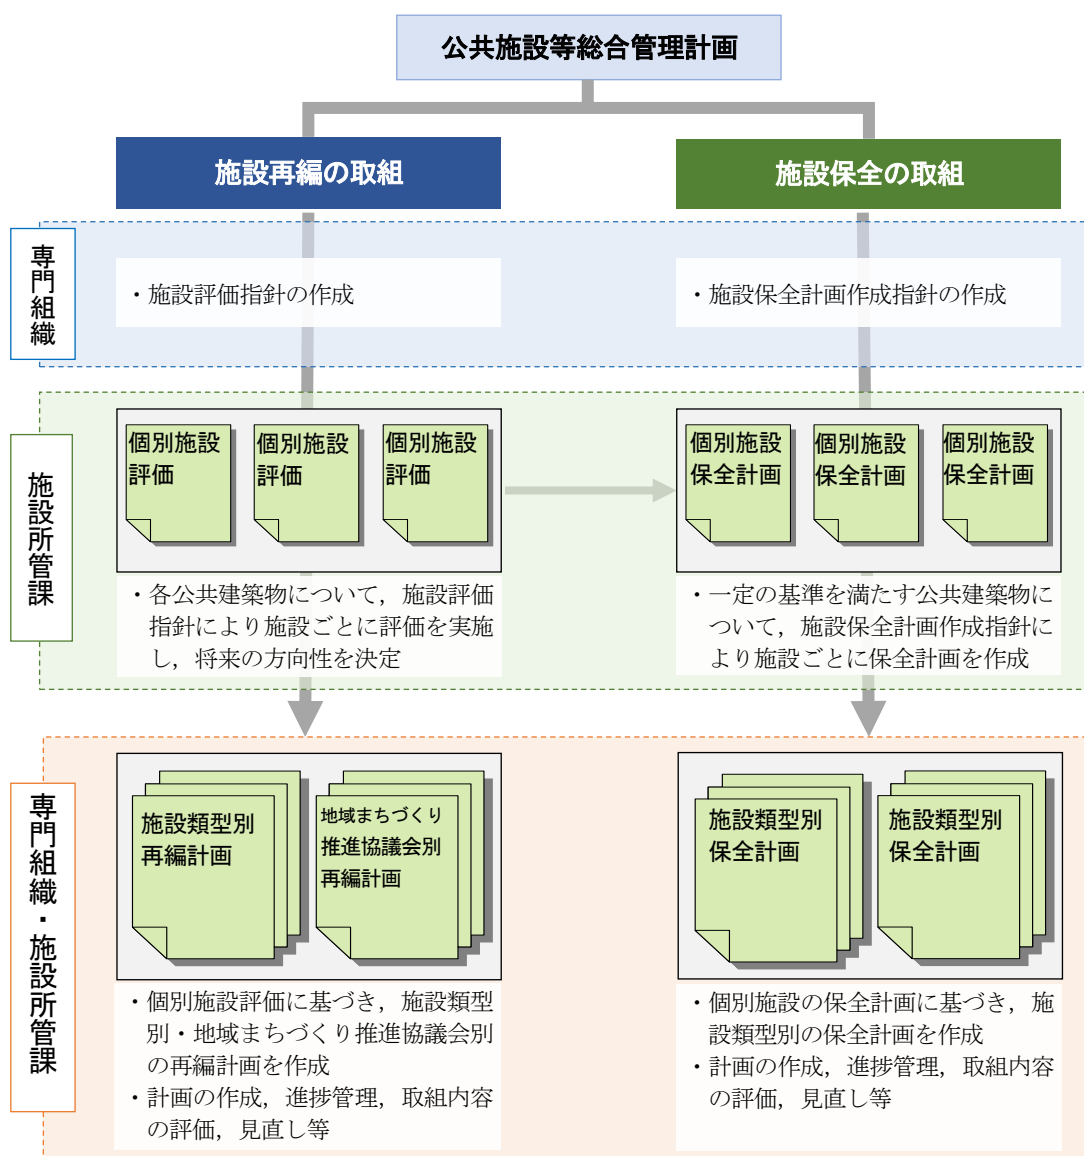 公共施設等総合管理計画
施設再編の取組
施設保全の取組
専門組織
・施設評価指針の作成
・施設保全計画作成指針の作成
施設所管課
個別施設
評価
個別施設
評価
個別施設
評価
個別施設
保全計画
個別施設
保全計画
個別施設
保全計画
・各公共建築物について，施設評価
指針により施設ごとに評価を実施
し，将来の方向性を決定
・一定の基準を満たす公共建築物に
ついて，施設保全計画作成指針に
より施設ごとに保全計画を作成
専門組織・施設所管課
施設類型別
再編計画
地域まちづくり
推進協議会別
再編計画
施設類型別
保全計画
施設類型別
保全計画
・個別施設評価に基づき，施設類型
別・地域まちづくり推進協議会別
の再編計画を作成
・計画の作成，進捗管理，取組内容
の評価，見直し等
・個別施設の保全計画に基づき，施
設類型別の保全計画を作成
・計画の作成，進捗管理，取組内容
の評価，見直し等